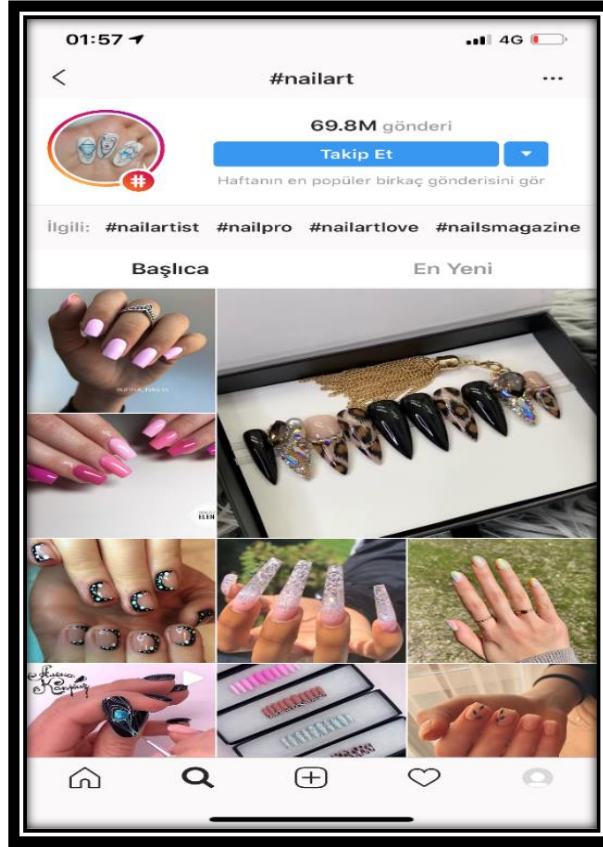 01:57
4G
#nailart
...
69.8M gönderi
Takip Et
#
Haftanın en popüler birkaç gönderisini gör
İlgili: #nailartist #nailpro #nailartlove #nailsmagazine
Başlıca
En Yeni